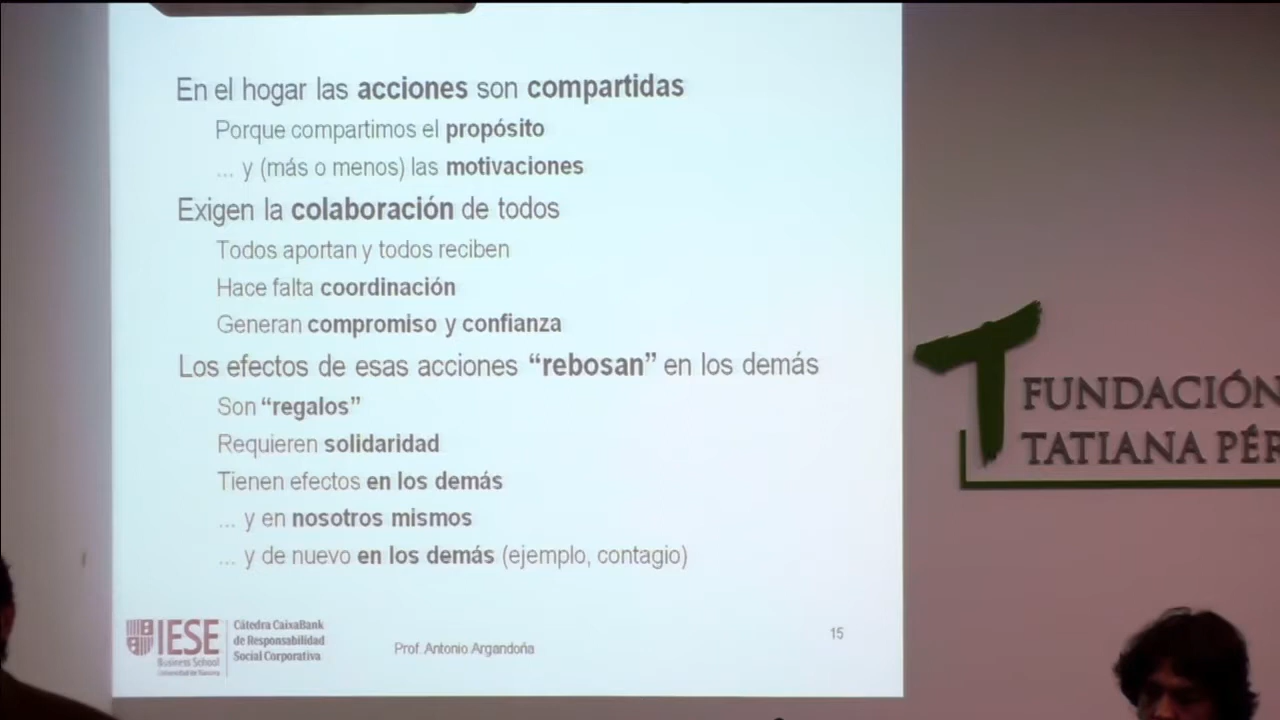 En el hogar las acciones son compartidas
Porque compartimos el propósito
... y (más o menos) las motivaciones
Exigen la colaboración de todos
Todos aportan y todos reciben
Hace falta coordinación
Generan compromiso y confianza
Los efectos de esas acciones “rebosan” en los demás
Son “regalos”
Requieren solidaridad
Tienen efectos en los demás
... y en nosotros mismos
... y de nuevo en los demás (ejemplo, contagio)
IESE
Business School
Universidad de Navarra
Cátedra CaixaBank
de Responsabilidad
Social Corporativa
Prof. Antonio Argandoña
15
FUNDACIÓN
TATIANA PÉR